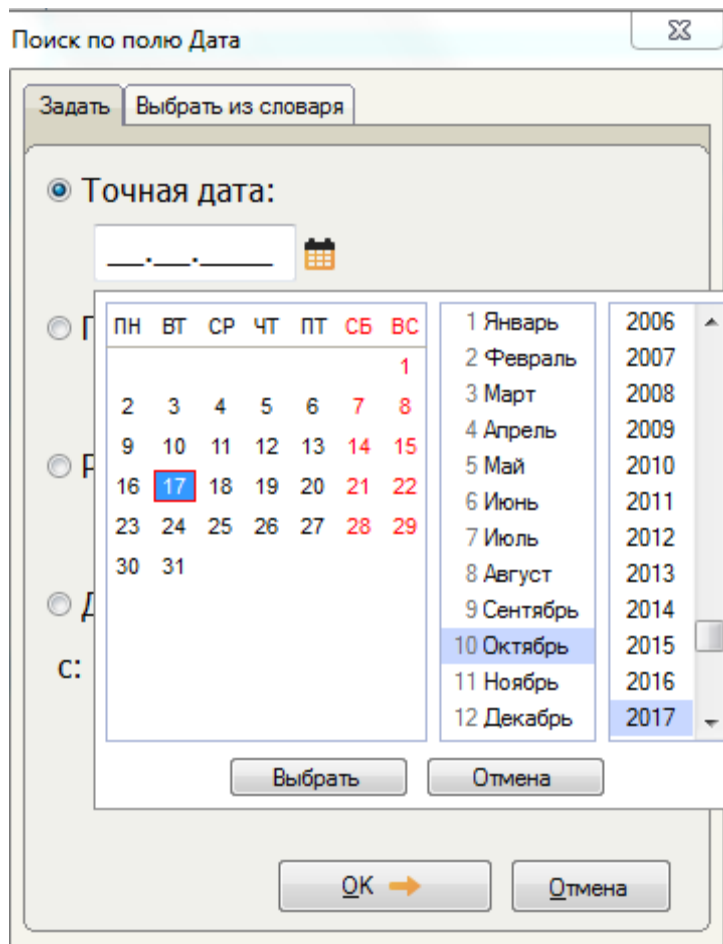 Поиск по полю Дата
Задать Выбрать из словаря
Точная дата:
__.__.____
ПН ВТ СР ЧТ ПТ СБ ВС
1
2 3 4 5 6 7 8
9 10 11 12 13 14 15
16 17 18 19 20 21 22
23 24 25 26 27 28 29
30 31
1 Январь
2 Февраль
3 Март
4 Апрель
5 Май
6 Июнь
7 Июль
8 Август
9 Сентябрь
10 Октябрь
11 Ноябрь
12 Декабрь
2006
2007
2008
2009
2010
2011
2012
2013
2014
2015
2016
2017
с:
Выбрать Отмена
OK Отмена